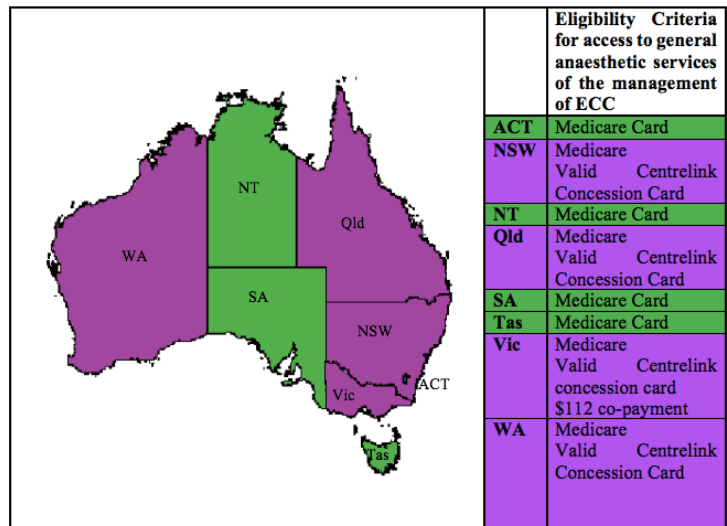 NT
Qld
WA
SA
NSW
ACT
Vic
Tas
Eligibility Criteria
for access to general
anaesthetic services
of the management
of ECC
ACT Medicare Card
NSW Medicare
Valid Centrelink
Concession Card
NT Medicare Card
Qld Medicare
Valid Centrelink
Concession Card
SA Medicare Card
Tas Medicare Card
Vic Medicare
Valid Centrelink
concession card
$112 co-payment
WA Medicare
Valid Centrelink
Concession Card